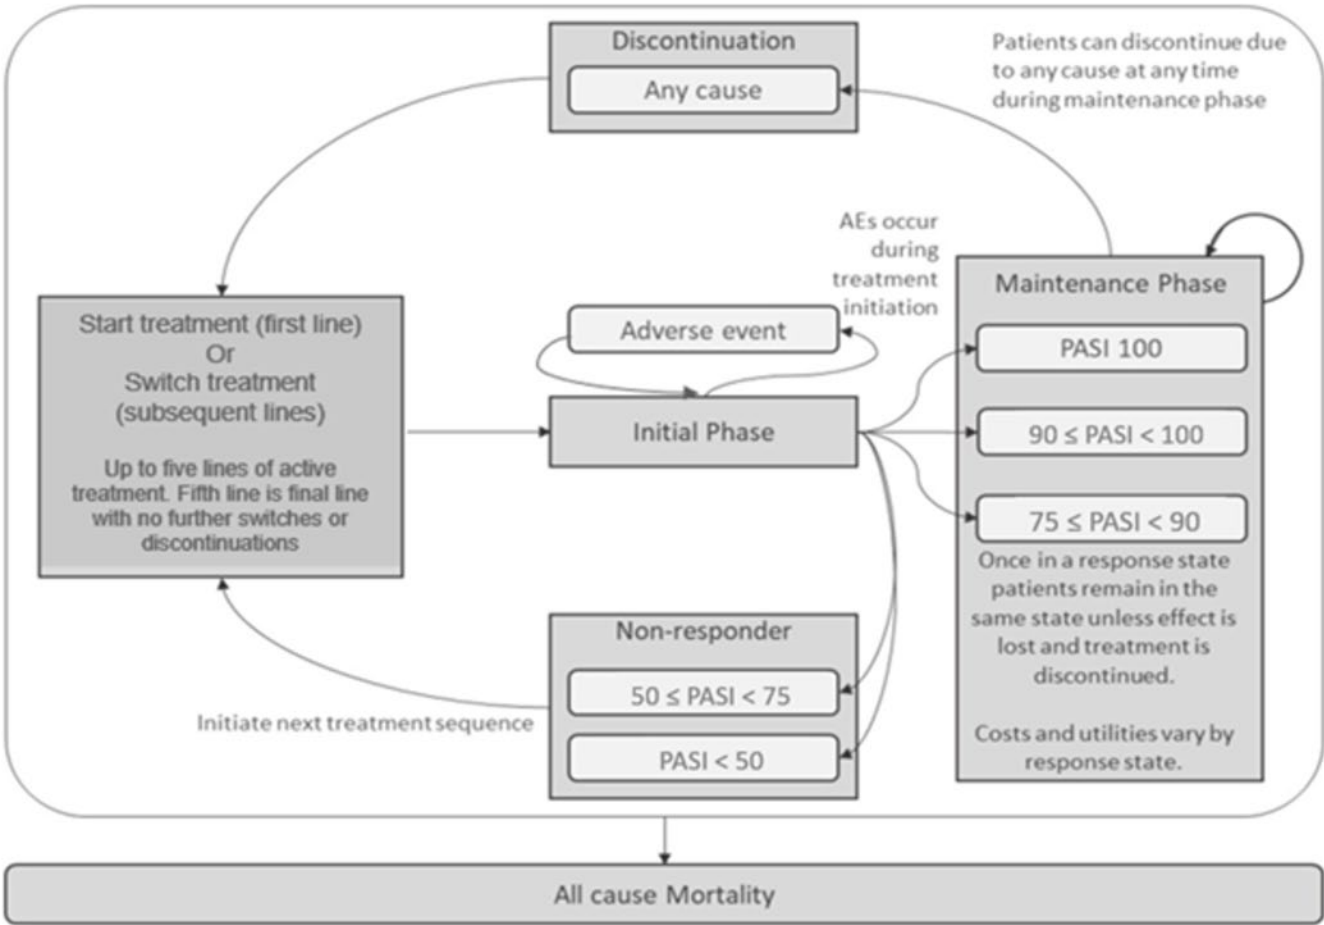 Discontinuation
Any cause
Patients can discontinue due
to any cause at any time
during maintenance phase
AEs occur
during
treatment
initiation
Start treatment (first line)
Or
Switch treatment
(subsequent lines)
Up to five lines of active
treatment. Fifth line is final line
with no further switches or
discontinuations
Adverse event
Initial Phase
Maintenance Phase
PASI 100
90 ≤ PASI < 100
75 ≤ PASI < 90
Once in a response state
patients remain in the
same state unless effect is
lost and treatment is
discontinued.
Costs and utilities vary by
response state.
Non-responder
50 ≤ PASI < 75
PASI < 50
Initiate next treatment sequence
All cause Mortality